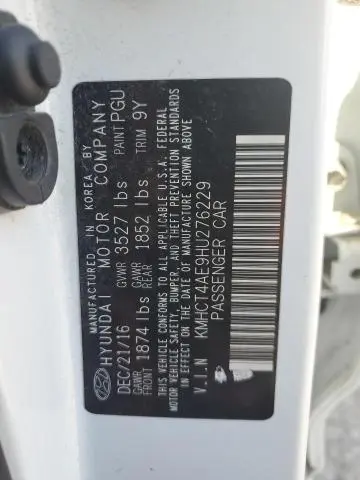 MANUFACTURED IN KOREA BY
HYUNDAI MOTOR COMPANY
DEC/21/16 GVWR 3527 lbs PAINT PGU
GAWR FRONT 1874 lbs GAWR REAR 1852 lbs TRIM 9Y
THIS VEHICLE CONFORMS TO ALL APPLICABLE U.S.A. FEDERAL
MOTOR VEHICLE SAFETY, BUMPER, AND THEFT PREVENTION STANDARDS
IN EFFECT ON THE DATE OF MANUFACTURE SHOWN ABOVE
V.I.N KMHCT4AE9HU276229
PASSENGER CAR